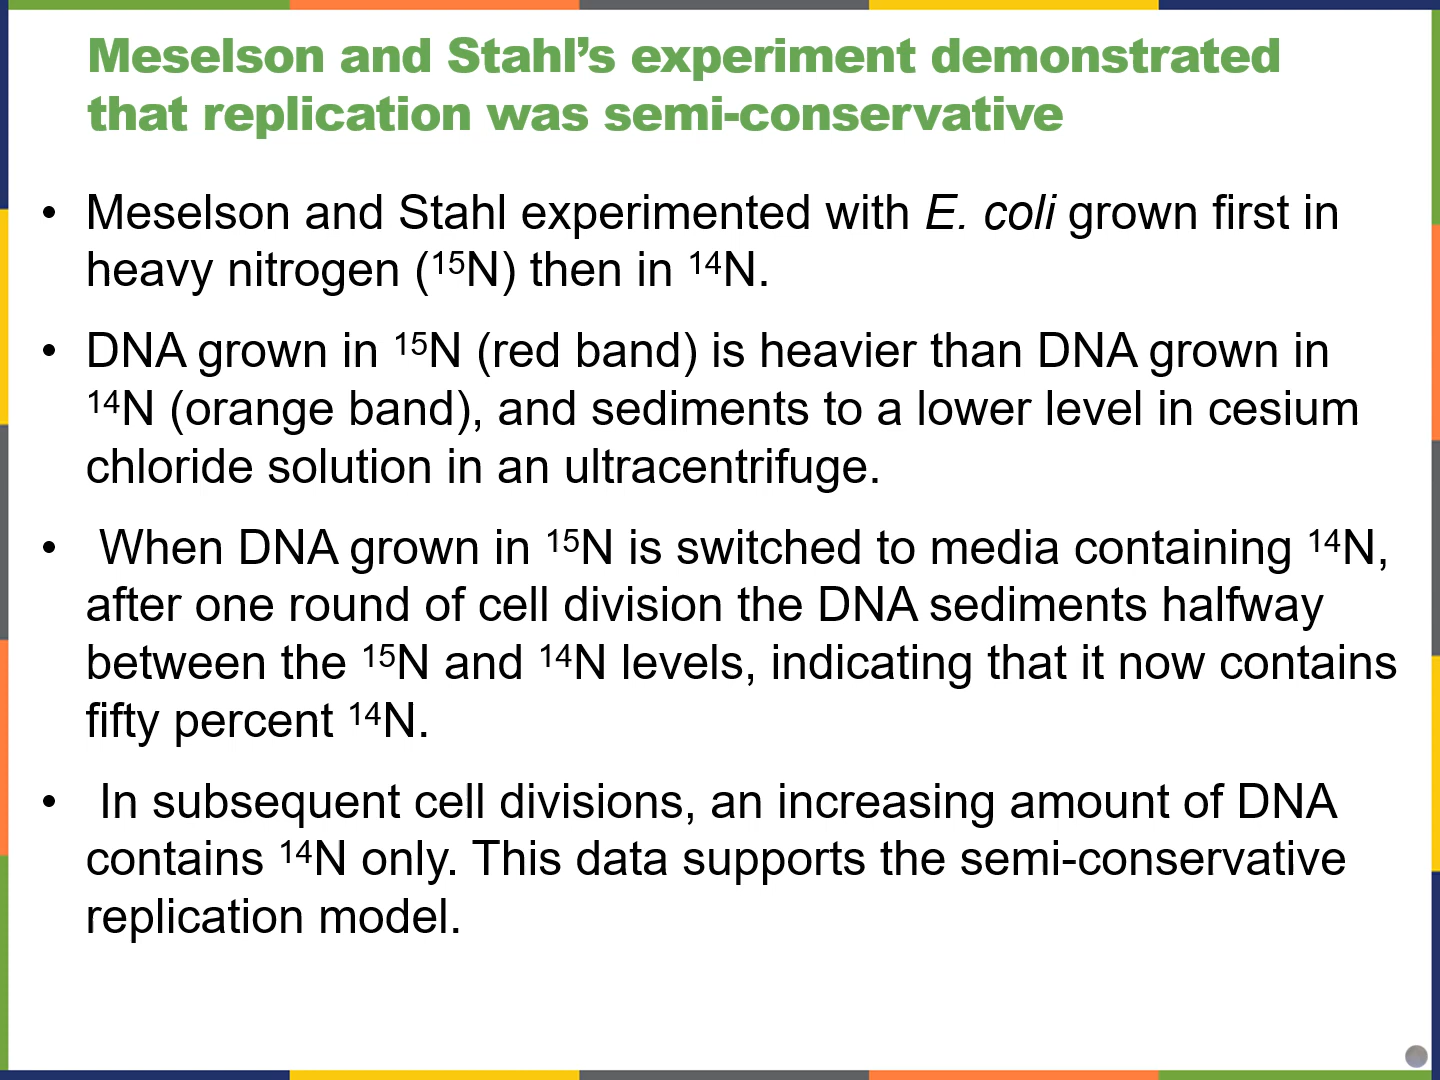 Meselson and Stahl’s experiment demonstrated
that replication was semi-conservative
• Meselson and Stahl experimented with E. coli grown first in
heavy nitrogen (¹⁵N) then in ¹⁴N.
• DNA grown in ¹⁵N (red band) is heavier than DNA grown in
¹⁴N (orange band), and sediments to a lower level in cesium
chloride solution in an ultracentrifuge.
• When DNA grown in ¹⁵N is switched to media containing ¹⁴N,
after one round of cell division the DNA sediments halfway
between the ¹⁵N and ¹⁴N levels, indicating that it now contains
fifty percent ¹⁴N.
• In subsequent cell divisions, an increasing amount of DNA
contains ¹⁴N only. This data supports the semi-conservative
replication model.